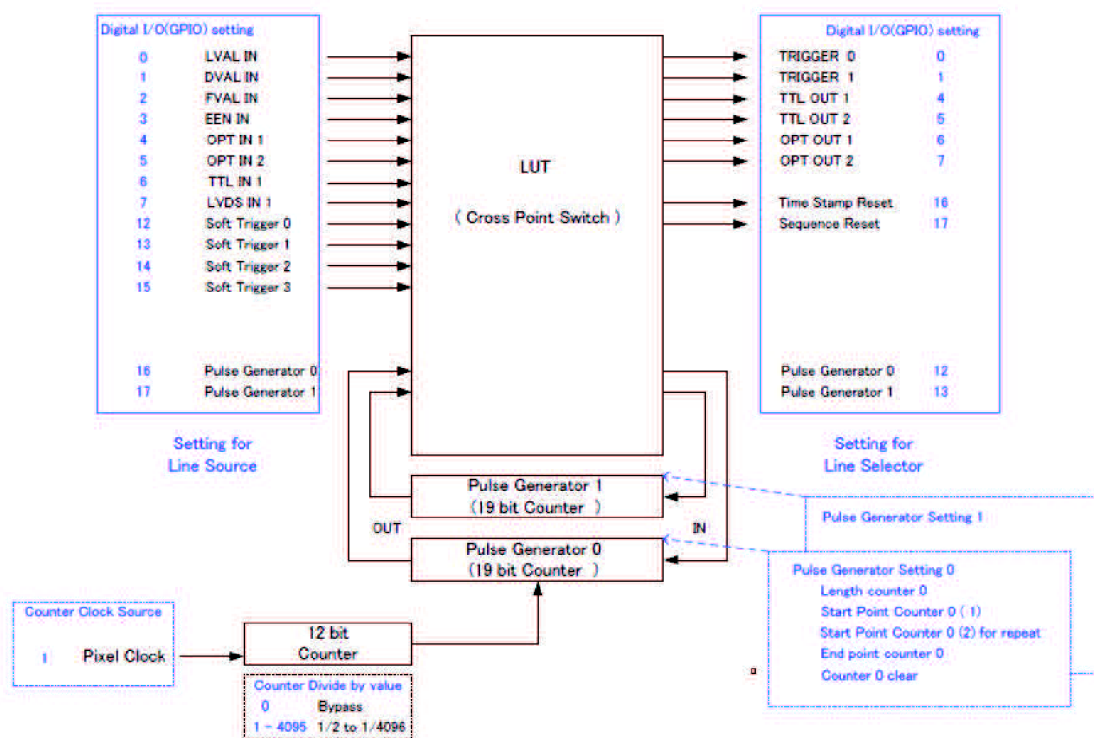 Digital I/O(GPIO) setting
0 LVAL IN
1 DVAL IN
2 FVAL IN
3 EEN IN
4 OPT IN 1
5 OPT IN 2
6 TTL IN 1
7 LVDS IN 1
12 Soft Trigger 0
13 Soft Trigger 1
14 Soft Trigger 2
15 Soft Trigger 3
16 Pulse Generator 0
17 Pulse Generator 1
Setting for
Line Source
LUT
( Cross Point Switch )
Digital I/O(GPIO) setting
TRIGGER 0 0
TRIGGER 1 1
TTL OUT 1 4
TTL OUT 2 5
OPT OUT 1 6
OPT OUT 2 7
Time Stamp Reset 16
Sequence Reset 17
Pulse Generator 0 12
Pulse Generator 1 13
Setting for
Line Selector
Pulse Generator 1
(19 bit Counter )
OUT
IN
Pulse Generator 0
(19 bit Counter )
Pulse Generator Setting 1
Pulse Generator Setting 0
Length counter 0
Start Point Counter 0 ( 1)
Start Point Counter 0 (2) for repeat
End point counter 0
Counter 0 clear
Counter Clock Source
1 Pixel Clock
12 bit
Counter
Counter Divide by value
0 Bypass
1 - 4095 1/2 to 1/4096